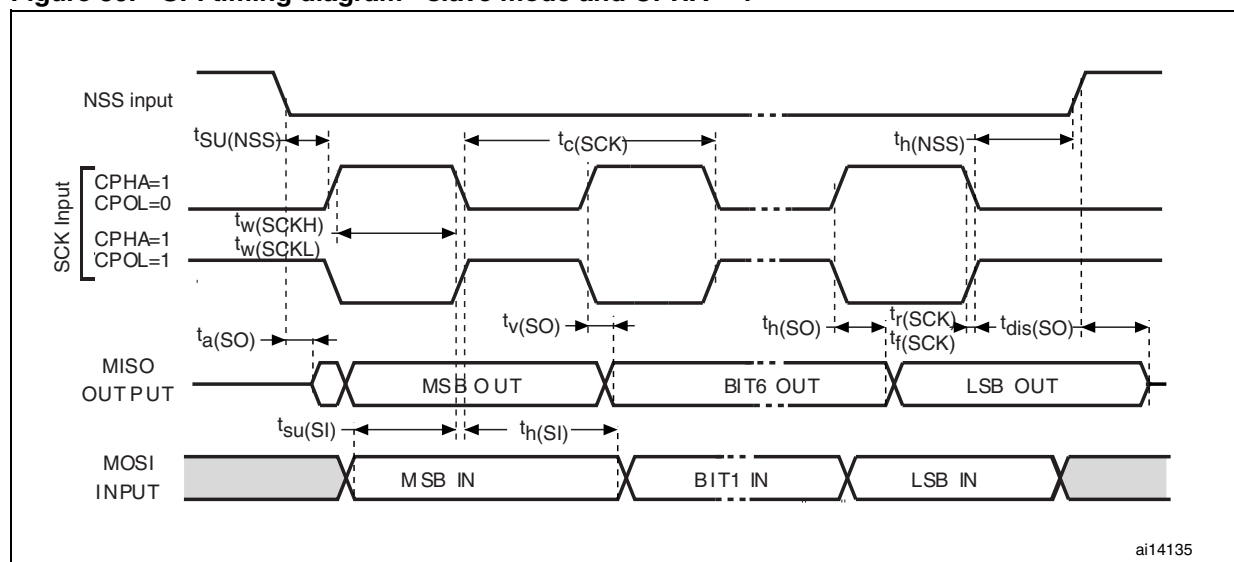 NSS input
tSU(NSS)
tc(SCK)
th(NSS)
SCK Input
CPHA=1
CPOL=0
tw(SCKH)
CPHA=1
tw(SCKL)
CPOL=1
ta(SO)
tv(SO)
th(SO)
tr(SCK)
tf(SCK)
tdis(SO)
MISO
OUTPUT
MSB OUT
BIT6 OUT
LSB OUT
tsu(SI)
th(SI)
MOSI
INPUT
MSB IN
BIT1 IN
LSB IN
ai14135